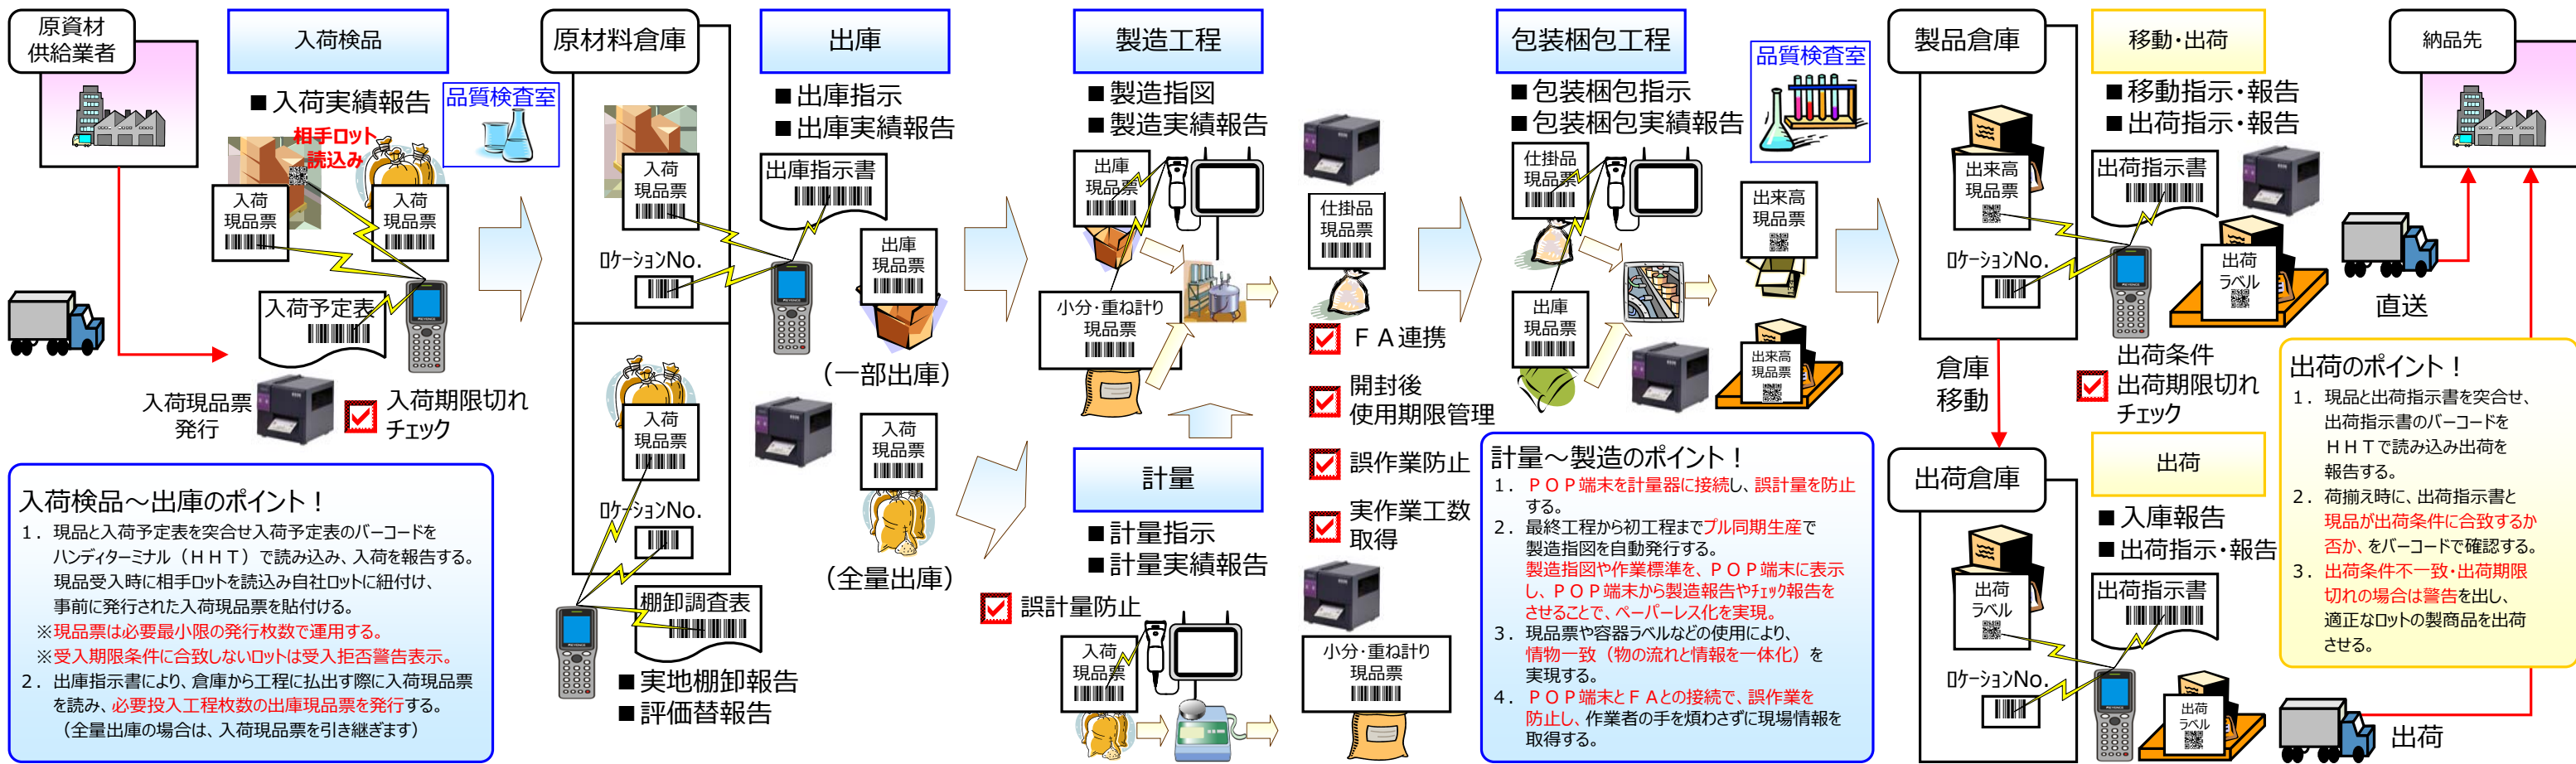 原資材
供給業者
入荷検品
■入荷実績報告
品質検査室
相手ロット
読込み
入荷
現品票
入荷
現品票
入荷予定表
入荷現品票
発行
入荷期限切れ
チェック
入荷検品～出庫のポイント！
1．現品と入荷予定表を突合せ入荷予定表のバーコードを
ハンディターミナル（ＨＨＴ）で読み込み、入荷を報告する。
現品受入時に相手ロットを読込み自社ロットに紐付け、
事前に発行された入荷現品票を貼付ける。
※現品票は必要最小限の発行枚数で運用する。
※受入期限条件に合致しないロットは受入拒否警告表示。
2．出庫指示書により、倉庫から工程に払出す際に入荷現品票
を読み、必要投入工程枚数の出庫現品票を発行する。
（全量出庫の場合は、入荷現品票を引き継ぎます）
原材料倉庫
入荷
現品票
ﾛｹｰｼｮﾝNo.
入荷
現品票
ﾛｹｰｼｮﾝNo.
棚卸調査表
■実地棚卸報告
■評価替報告
出庫
■出庫指示
■出庫実績報告
出庫指示書
出庫
現品票
（一部出庫）
入荷
現品票
（全量出庫）
製造工程
■製造指図
■製造実績報告
出庫
現品票
小分・重ね計り
現品票
計量
■計量指示
■計量実績報告
誤計量防止
入荷
現品票
仕掛品
現品票
ＦＡ連携
開封後
使用期限管理
誤作業防止
実作業工数
取得
小分・重ね計り
現品票
包装梱包工程
■包装梱包指示
■包装梱包実績報告
品質検査室
仕掛品
現品票
出庫
現品票
出来高
現品票
出来高
現品票
計量～製造のポイント！
1．ＰＯＰ端末を計量器に接続し、誤計量を防止
する。
2．最終工程から初工程までプル同期生産で
製造指図を自動発行する。
製造指図や作業標準を、ＰＯＰ端末に表示
し、ＰＯＰ端末から製造報告やﾁｪｯｸ報告を
させることで、ペーパーレス化を実現。
3．現品票や容器ラベルなどの使用により、
情物一致（物の流れと情報を一体化）を
実現する。
4．ＰＯＰ端末とＦＡとの接続で、誤作業を
防止し、作業者の手を煩わさずに現場情報を
取得する。
製品倉庫
出来高
現品票
ﾛｹｰｼｮﾝNo.
倉庫
移動
出荷倉庫
出荷
ラベル
ﾛｹｰｼｮﾝNo.
移動・出荷
■移動指示・報告
■出荷指示・報告
出荷指示書
出荷
ラベル
出荷条件
出荷期限切れ
チェック
出荷
■入庫報告
■出荷指示・報告
出荷指示書
出荷
ラベル
納品先
直送
出荷のポイント！
1．現品と出荷指示書を突合せ、
出荷指示書のバーコードを
ＨＨＴで読み込み出荷を
報告する。
2．荷揃え時に、出荷指示書と
現品が出荷条件に合致するか
否か、をバーコードで確認する。
3．出荷条件不一致・出荷期限
切れの場合は警告を出し、
適正なロットの製商品を出荷
させる。
出荷